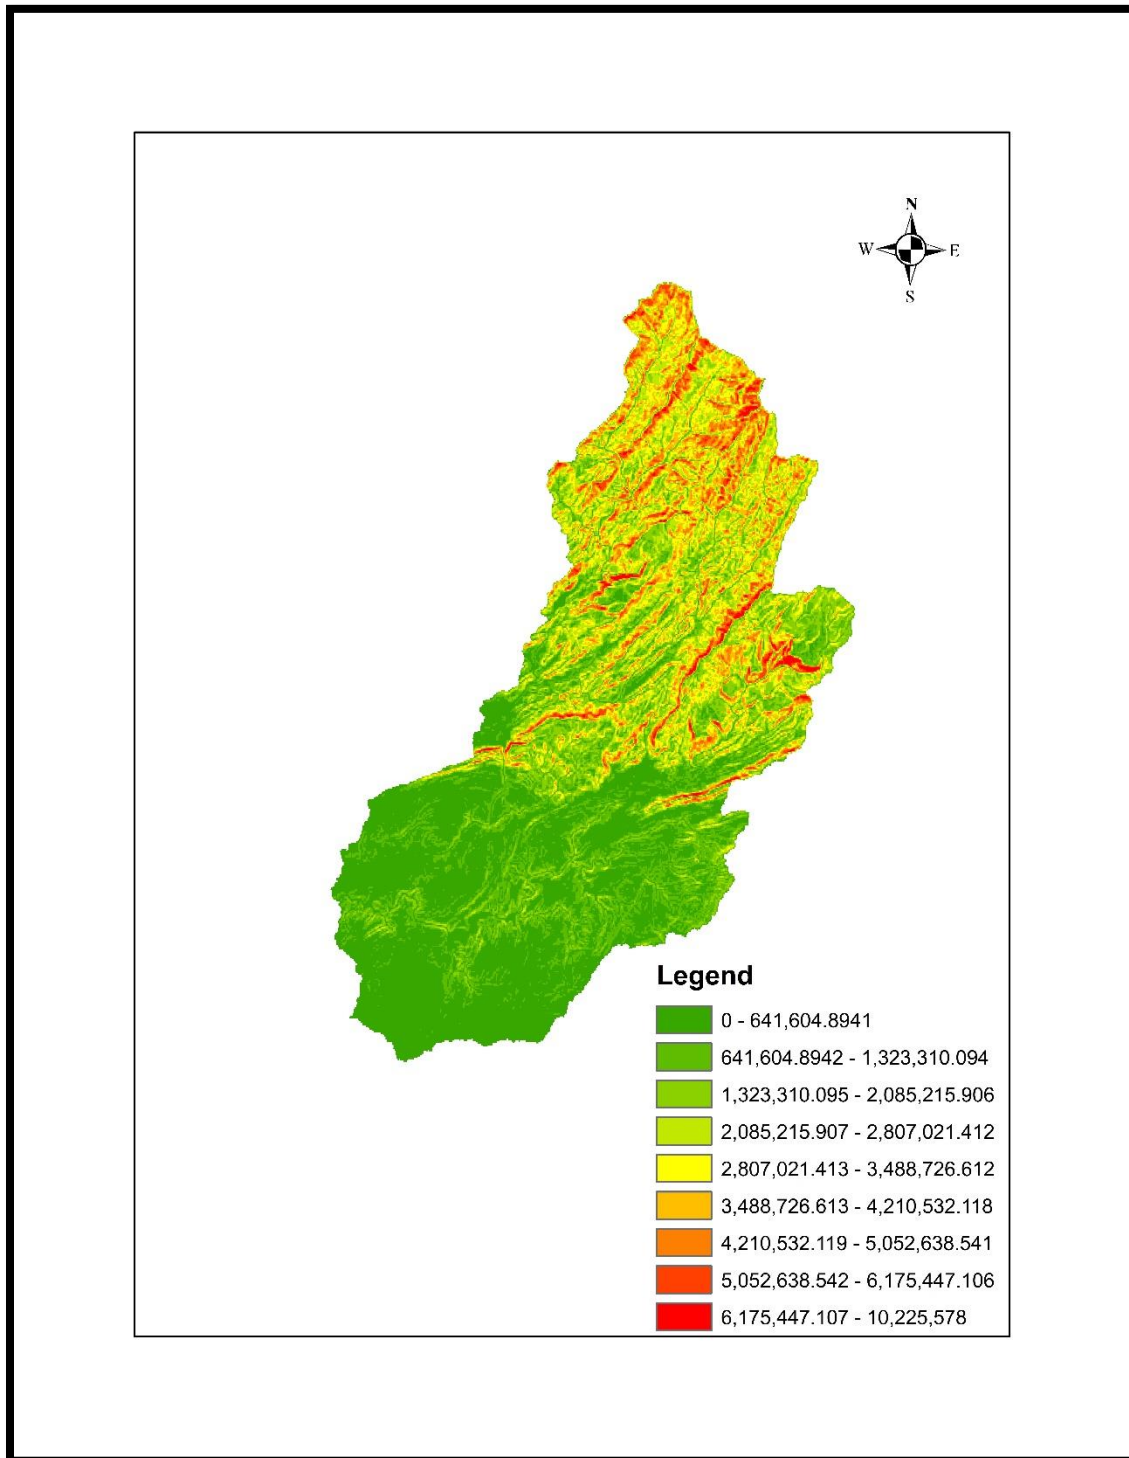 N
W E
S
Legend
0 - 641,604.8941
641,604.8942 - 1,323,310.094
1,323,310.095 - 2,085,215.906
2,085,215.907 - 2,807,021.412
2,807,021.413 - 3,488,726.612
3,488,726.613 - 4,210,532.118
4,210,532.119 - 5,052,638.541
5,052,638.542 - 6,175,447.106
6,175,447.107 - 10,225,578